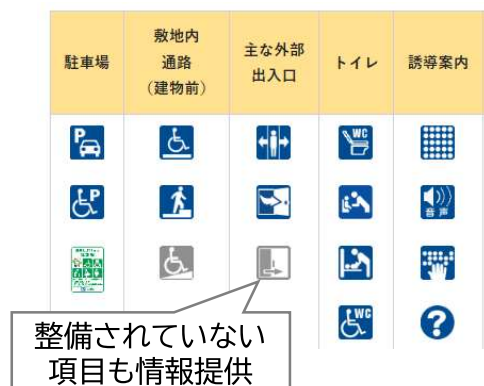 駐車場
敷地内
通路
(建物前)
主な外部
出入口
トイレ
誘導案内
P
WC
P
音声
WC
?
整備されていない
項目も情報提供